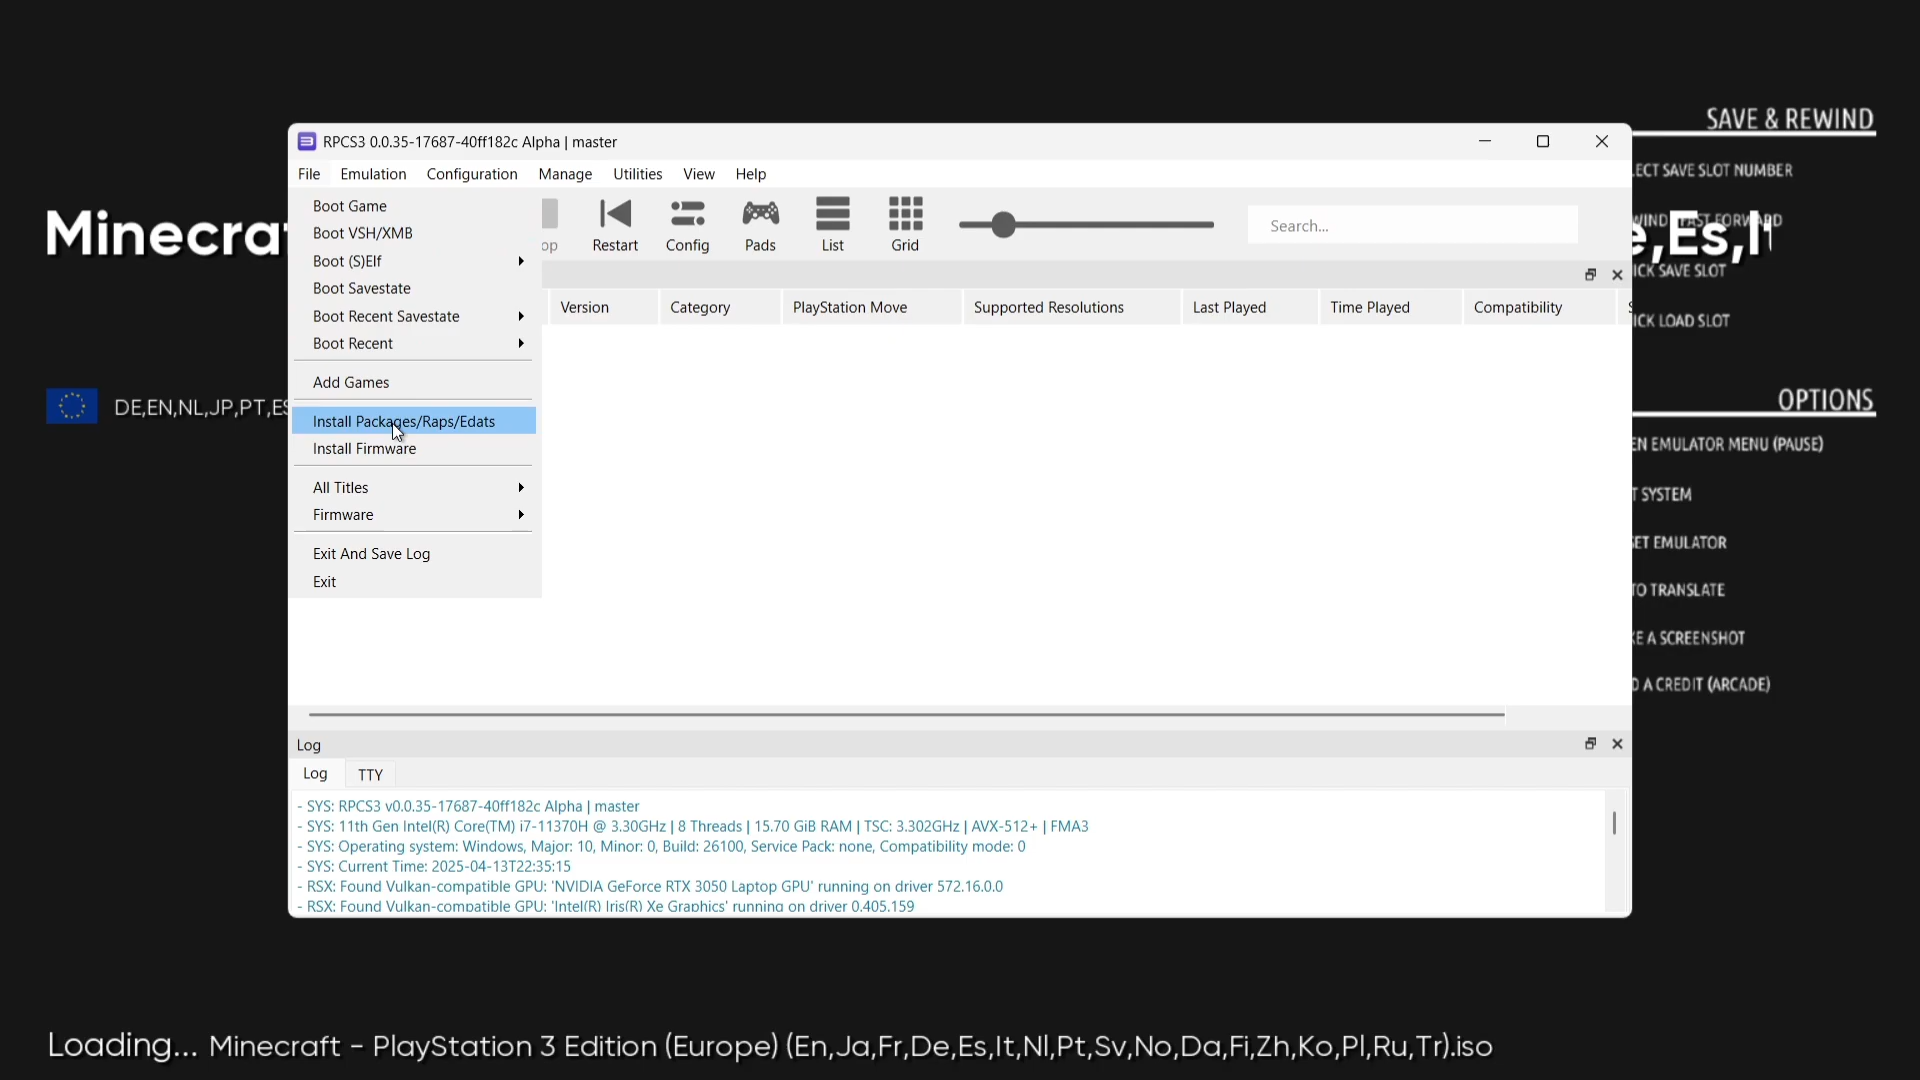 SAVE & REWIND
RPCS3 0.0.35-17687-40ff182c Alpha | master
File Emulation Configuration Manage Utilities View Help
Boot Game
Boot VSH/XMB
Boot (S)Elf
Boot Savestate
Boot Recent Savestate
Boot Recent
Add Games
Install Packages/Raps/Edats
Install Firmware
All Titles
Firmware
Exit And Save Log
Exit
op Restart Config Pads List Grid Search...
Version Category PlayStation Move Supported Resolutions Last Played Time Played Compatibility
SAVE SLOT NUMBER
FAST FORWARD
SAVE SLOT
LOAD SLOT
Minecra
e,Es,I
DE,EN,NL,JP,PT,ES
OPTIONS
EMULATOR MENU (PAUSE)
SYSTEM
EMULATOR
TO TRANSLATE
A SCREENSHOT
A CREDIT (ARCADE)
Log
Log TTY
- SYS: RPCS3 v0.0.35-17687-40ff182c Alpha | master
- SYS: 11th Gen Intel(R) Core(TM) i7-11370H @ 3.30GHz | 8 Threads | 15.70 GiB RAM | TSC: 3.302GHz | AVX-512+ | FMA3
- SYS: Operating system: Windows, Major: 10, Minor: 0, Build: 26100, Service Pack: none, Compatibility mode: 0
- SYS: Current Time: 2025-04-13T22:35:15
- RSX: Found Vulkan-compatible GPU: 'NVIDIA GeForce RTX 3050 Laptop GPU' running on driver 572.16.0.0
- RSX: Found Vulkan-compatible GPU: 'Intel(R) Iris(R) Xe Graphics' running on driver 0.405.159
Loading... Minecraft - PlayStation 3 Edition (Europe) (En,Ja,Fr,De,Es,It,Nl,Pt,Sv,No,Da,Fi,Zh,Ko,Pl,Ru,Tr).iso